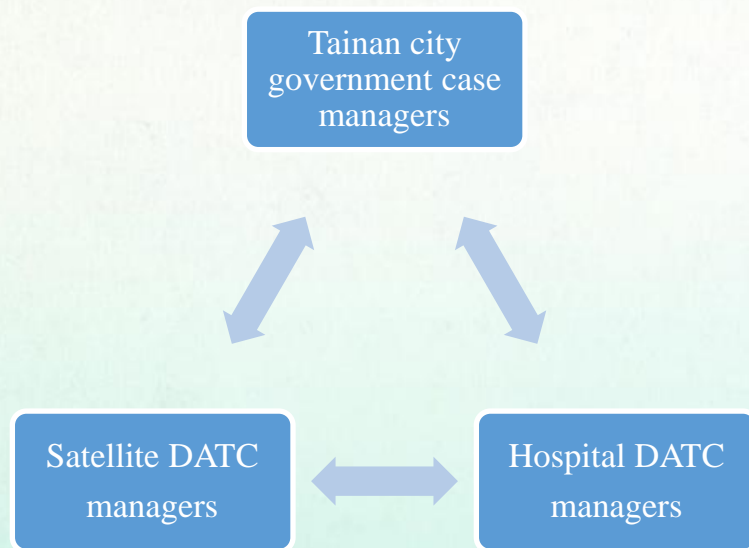 Tainan city
government case
managers
Satellite DATC
managers
Hospital DATC
managers